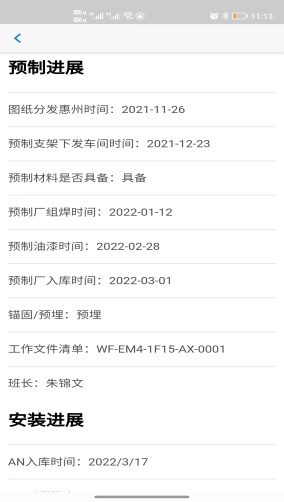 11:13
预制进展
图纸分发惠州时间：2021-11-26
预制支架下发车间时间：2021-12-23
预制材料是否具备：具备
预制厂组焊时间：2022-01-12
预制油漆时间：2022-02-28
预制厂入库时间：2022-03-01
锚固/预埋：预埋
工作文件清单：WF-EM4-1F15-AX-0001
班长：朱锦文
安装进展
AN入库时间：2022/3/17